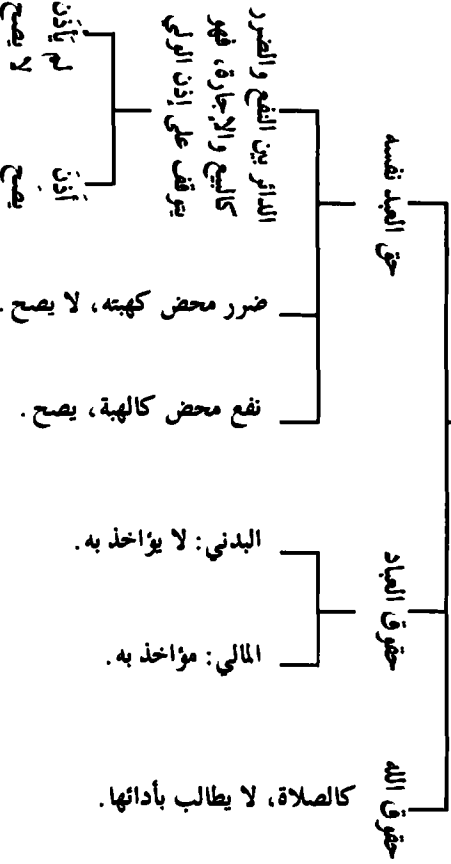 حقوق الله
كالصلاة، لا يطالب بأدائها.
حقوق العباد
المالي: مؤاخذ به.
البدني: لا يؤاخذ به.
حق العبد نفسه
نفع محض كالهبة، يصح.
ضرر محض كهبته، لا يصح.
الدائر بين النفع والضرر
كالبيع والإجارة، فهو
يتوقف على إذن الولي
أَذِنَ
يصح
لم يَأْذَن
لا يصح